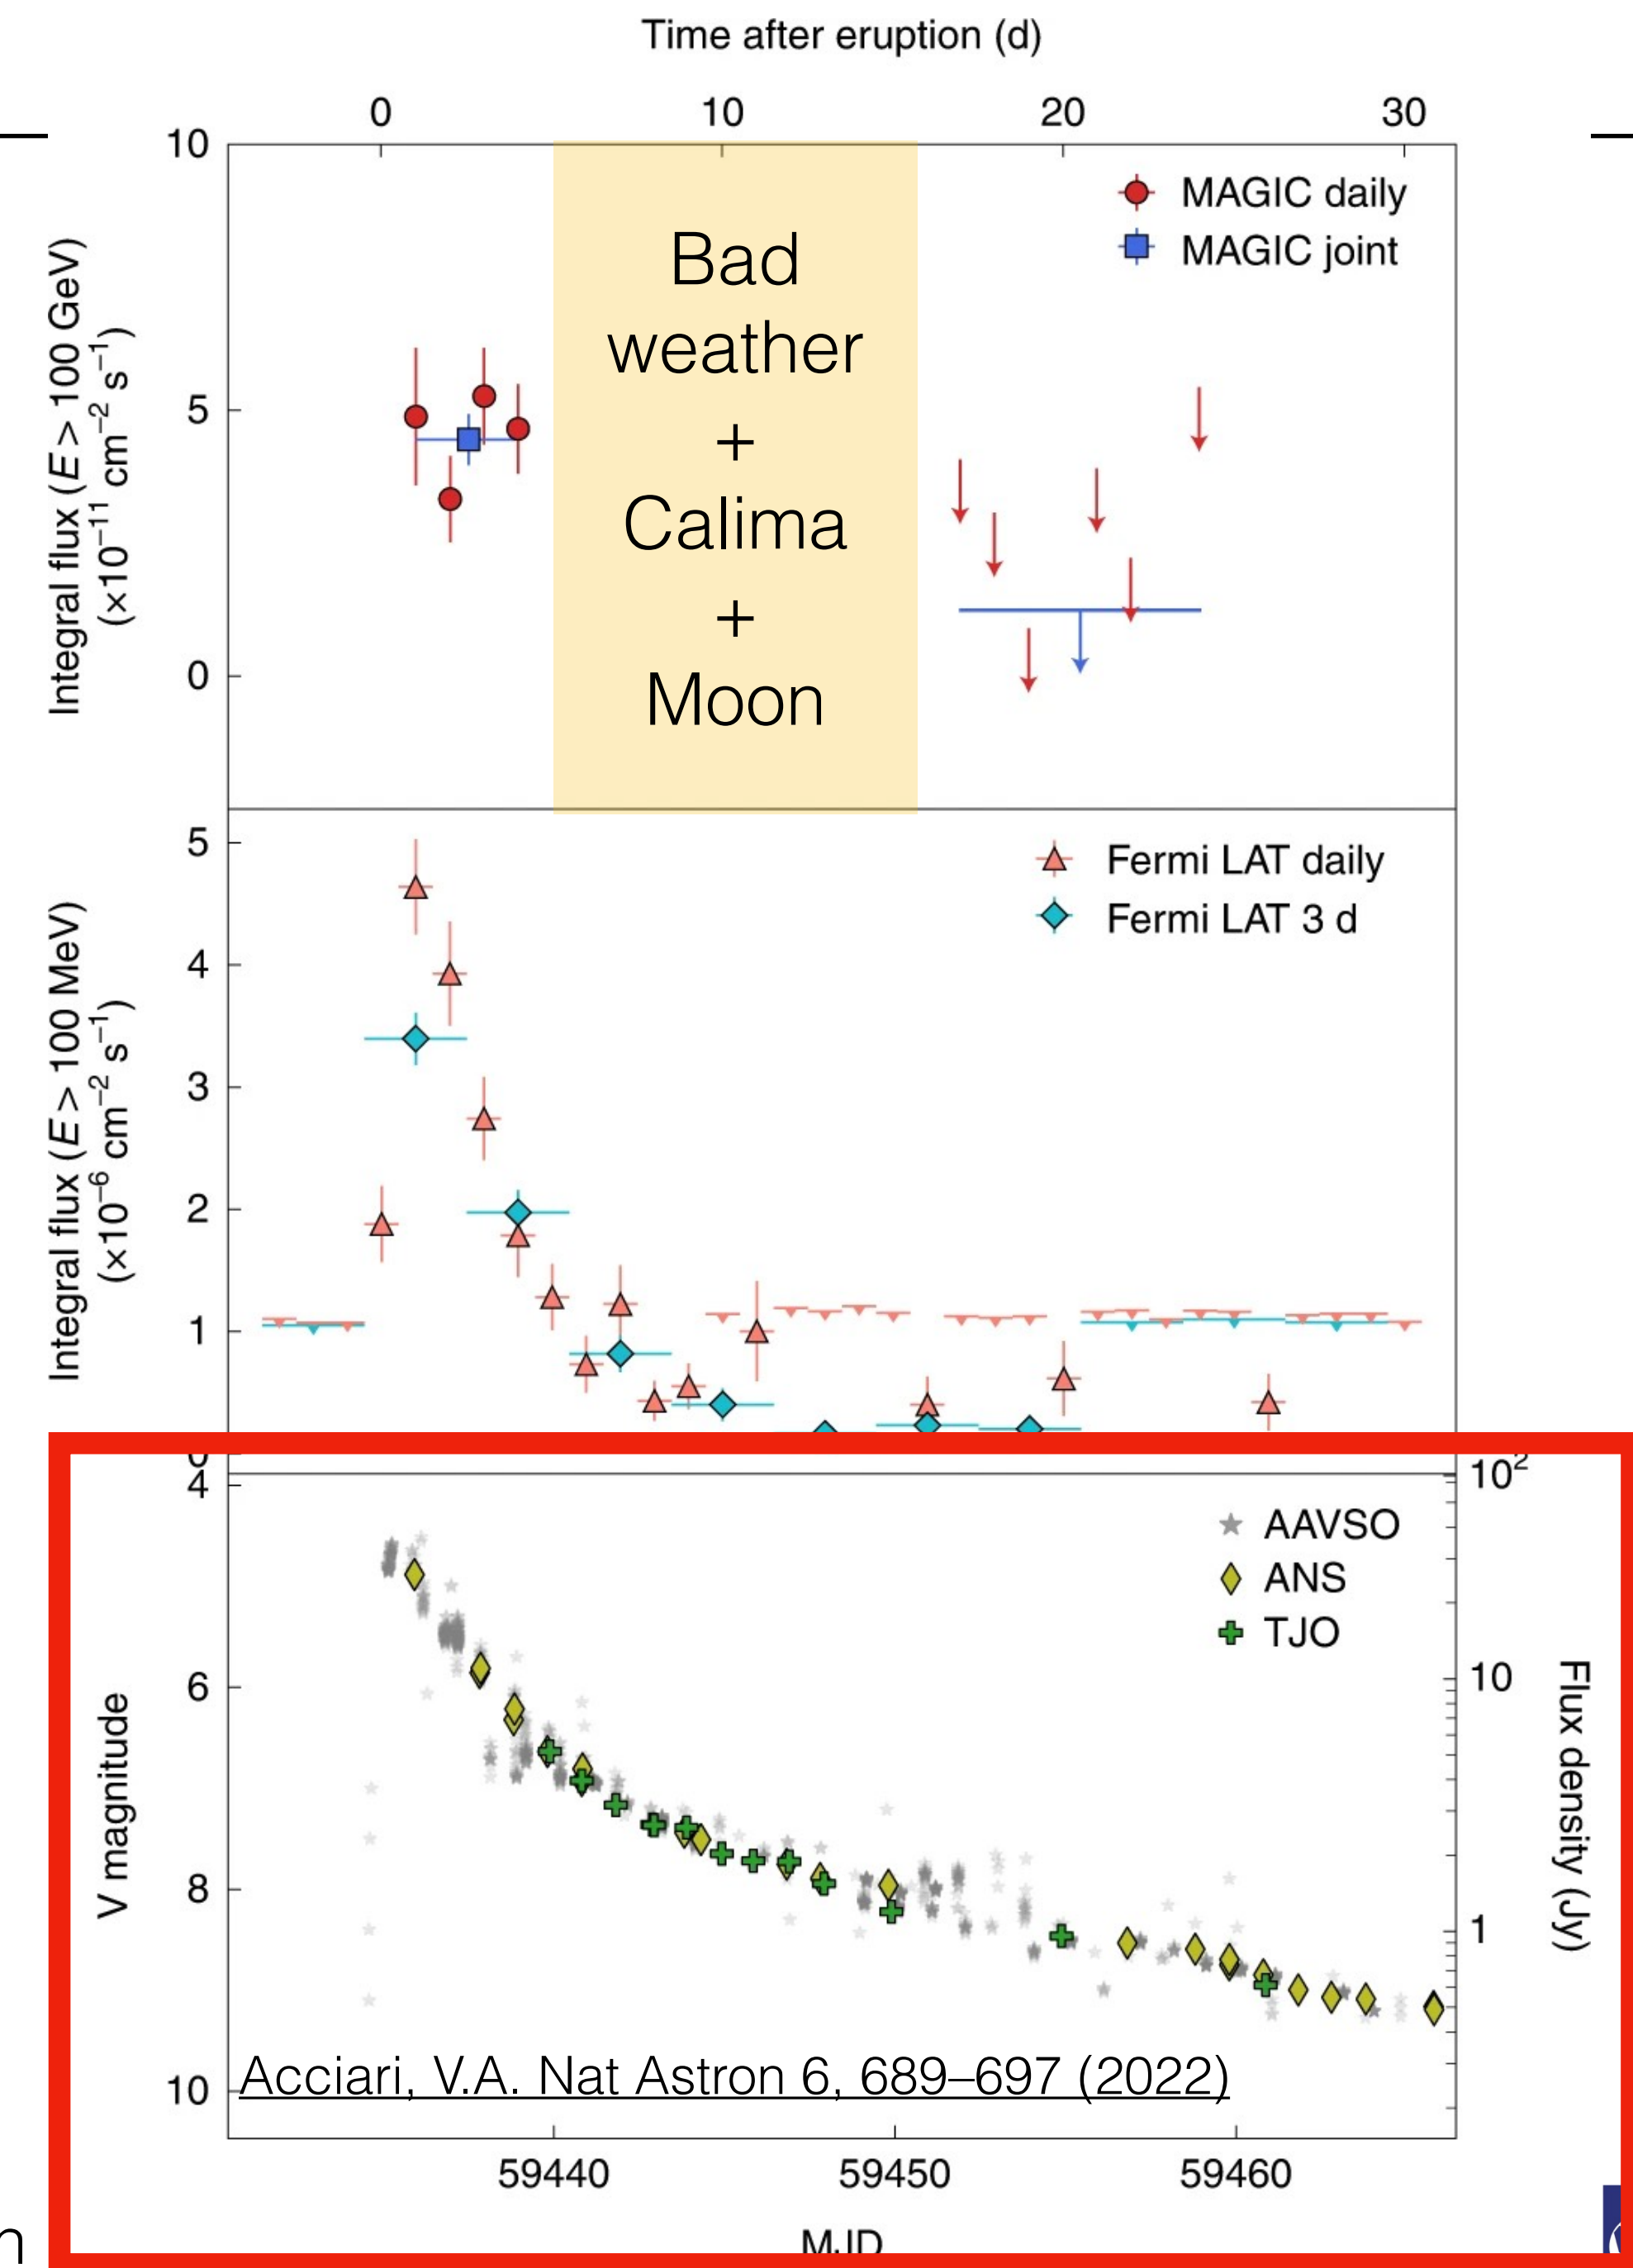 Time after eruption (d)
0 10 20 30
10
5
0
Integral flux (E > 100 GeV)
(×10⁻¹¹ cm⁻² s⁻¹)
MAGIC daily
MAGIC joint
Bad
weather
+
Calima
+
Moon
5
4
3
2
1
0
Integral flux (E > 100 MeV)
(×10⁻⁶ cm⁻² s⁻¹)
Fermi LAT daily
Fermi LAT 3 d
4
6
8
10
V magnitude
AAVSO
ANS
TJO
10²
10
1
Flux density (Jy)
Acciari, V.A. Nat Astron 6, 689–697 (2022)
59440 59450 59460
MJD
n